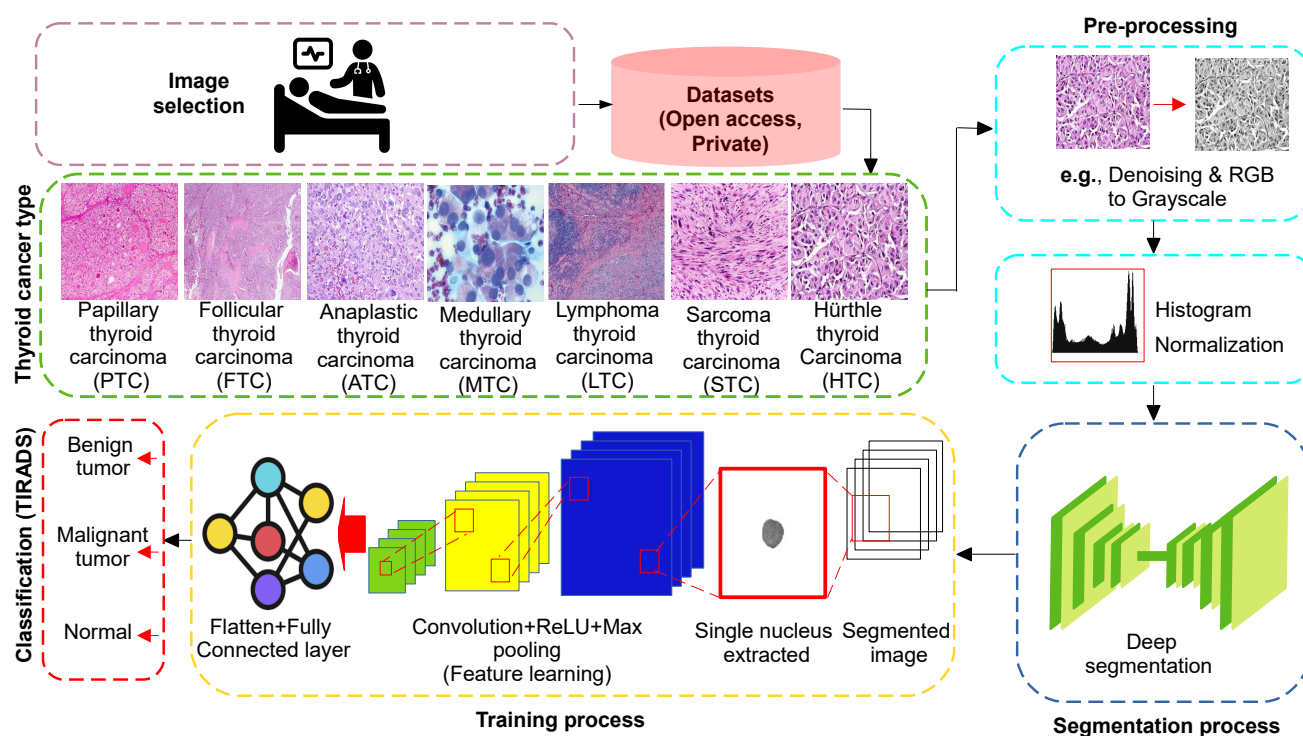 Image
selection
Datasets
(Open access,
Private)
Pre-processing
e.g., Denoising & RGB
to Grayscale
Histogram
Normalization
Thyroid cancer type
Papillary
thyroid
carcinoma
(PTC)
Follicular
thyroid
carcinoma
(FTC)
Anaplastic
thyroid
carcinoma
(ATC)
Medullary
thyroid
carcinoma
(MTC)
Lymphoma
thyroid
carcinoma
(LTC)
Sarcoma
thyroid
carcinoma
(STC)
Hürthle
thyroid
Carcinoma
(HTC)
Classification (TIRADS)
Benign
tumor
Malignant
tumor
Normal
Flatten+Fully
Connected layer
Convolution+ReLU+Max
pooling
(Feature learning)
Single nucleus
extracted
Segmented
image
Training process
Deep
segmentation
Segmentation process